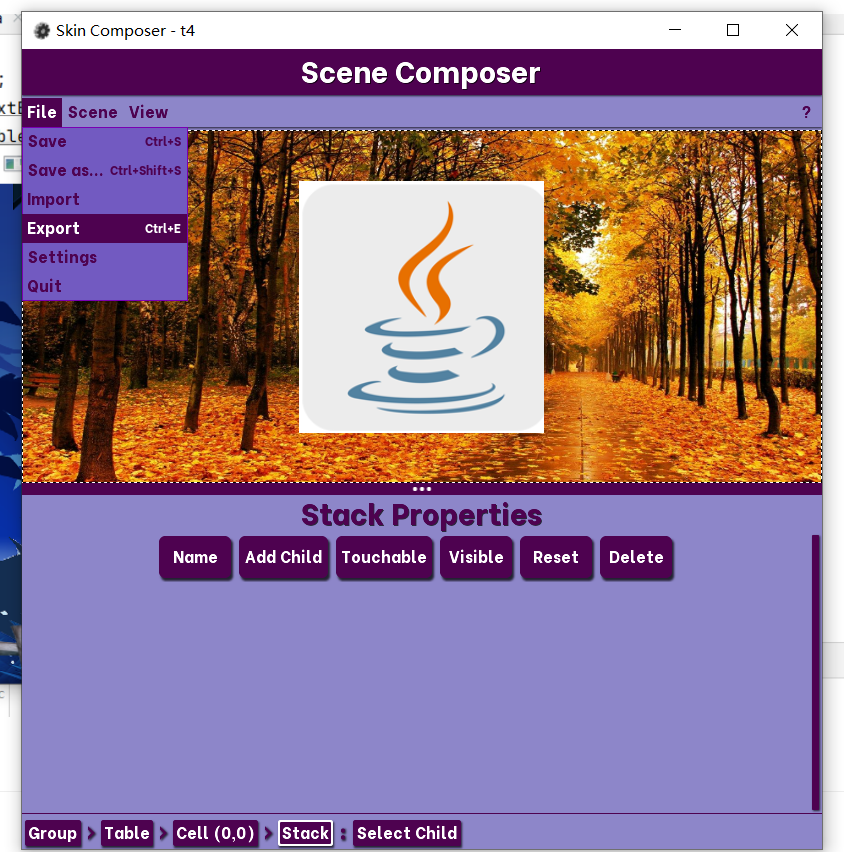 Skin Composer - t4
Scene Composer
File Scene View ?
Save Ctrl+S
Save as... Ctrl+Shift+S
Import
Export Ctrl+E
Settings
Quit
Stack Properties
Name Add Child Touchable Visible Reset Delete
Group > Table > Cell (0,0) > Stack : Select Child